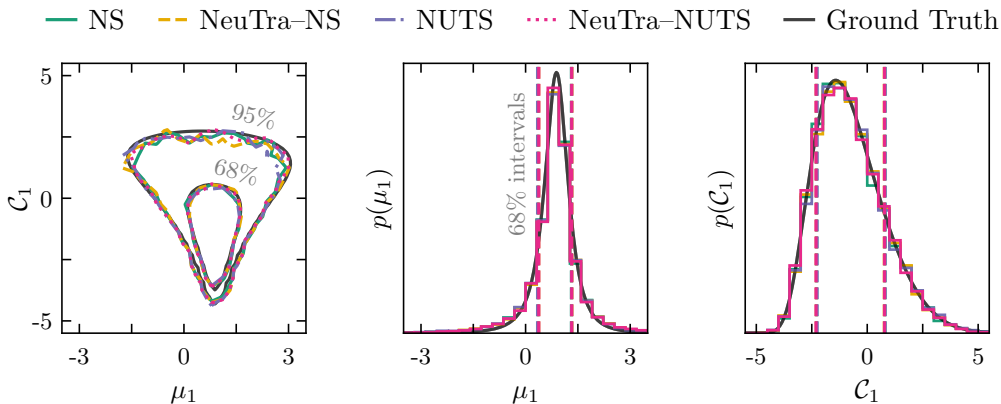 NS NeuTra–NS NUTS NeuTra–NUTS Ground Truth
5
0
-5
-3 0 3
95%
68%
𝒞₁
μ₁
p(μ₁)
68% intervals
-3 0 3
μ₁
p(𝒞₁)
-5 0 5
𝒞₁